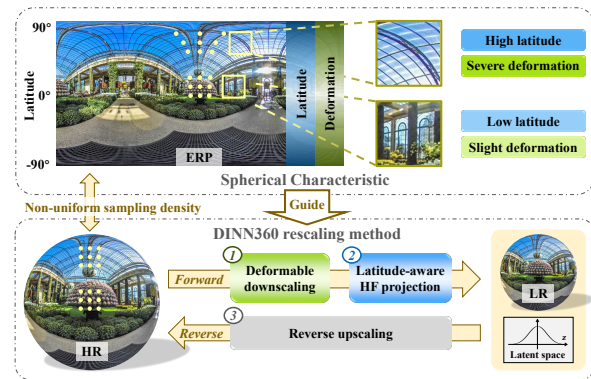 90°
0°
-90°
Latitude
ERP
Latitude
Deformation
High latitude
Severe deformation
Low latitude
Slight deformation
Spherical Characteristic
Non-uniform sampling density
Guide
DINN360 rescaling method
HR
Forward
1
Deformable
downscaling
2
Latitude-aware
HF projection
3
Reverse
Reverse upscaling
LR
z
Latent space